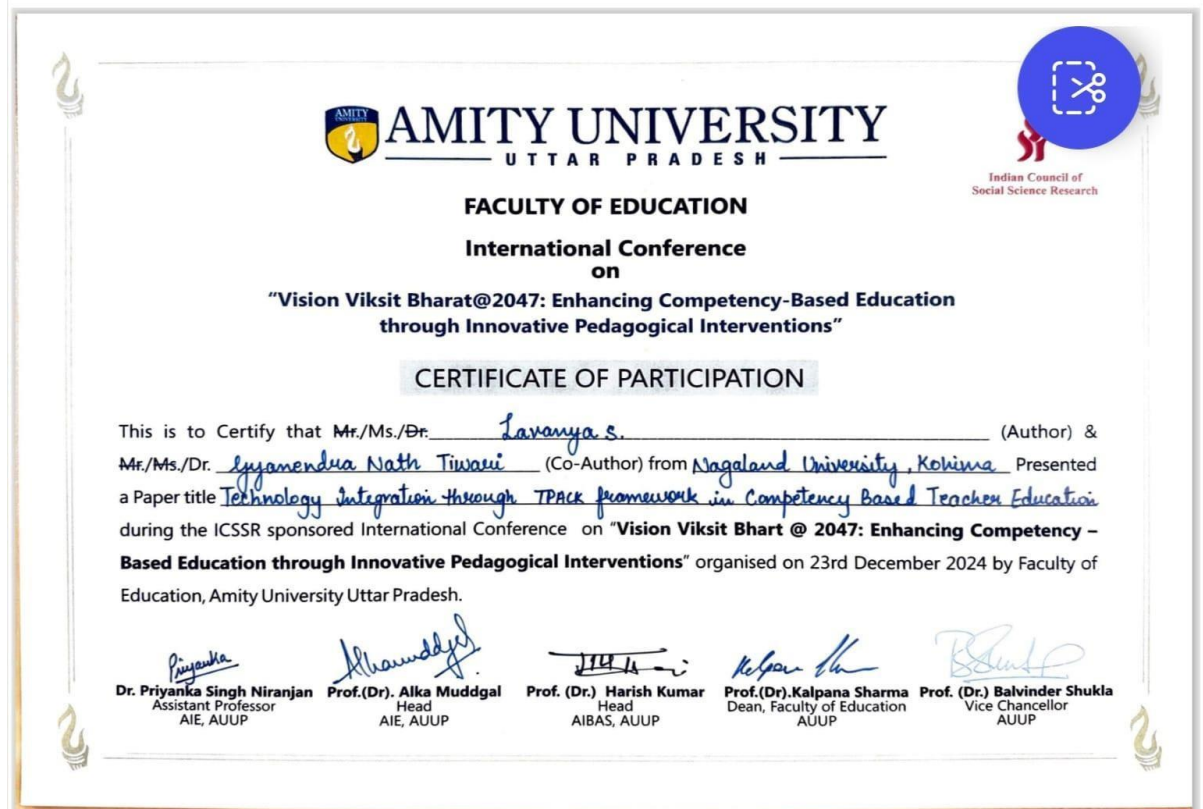 AMITY
UNIVERSITY
AMITY UNIVERSITY
UTTAR PRADESH
Indian Council of
Social Science Research
FACULTY OF EDUCATION
International Conference
on
"Vision Viksit Bharat@2047: Enhancing Competency-Based Education
through Innovative Pedagogical Interventions"
CERTIFICATE OF PARTICIPATION
This is to Certify that Mr./Ms./Dr. Lavanya S. (Author) &
Mr./Ms./Dr. Gyanendra Nath Tiwari (Co-Author) from Nagaland University, Kohima Presented
a Paper title Technology Integration through TPACK framework in Competency Based Teacher Education
during the ICSSR sponsored International Conference on "Vision Viksit Bhart @ 2047: Enhancing Competency –
Based Education through Innovative Pedagogical Interventions" organised on 23rd December 2024 by Faculty of
Education, Amity University Uttar Pradesh.
Priyanka
Dr. Priyanka Singh Niranjan Prof.(Dr). Alka Muddgal Prof. (Dr.) Harish Kumar Prof.(Dr).Kalpana Sharma Prof. (Dr.) Balvinder Shukla
Assistant Professor Head Head Dean, Faculty of Education Vice Chancellor
AIE, AUUP AIE, AUUP AIBAS, AUUP AUUP AUUP